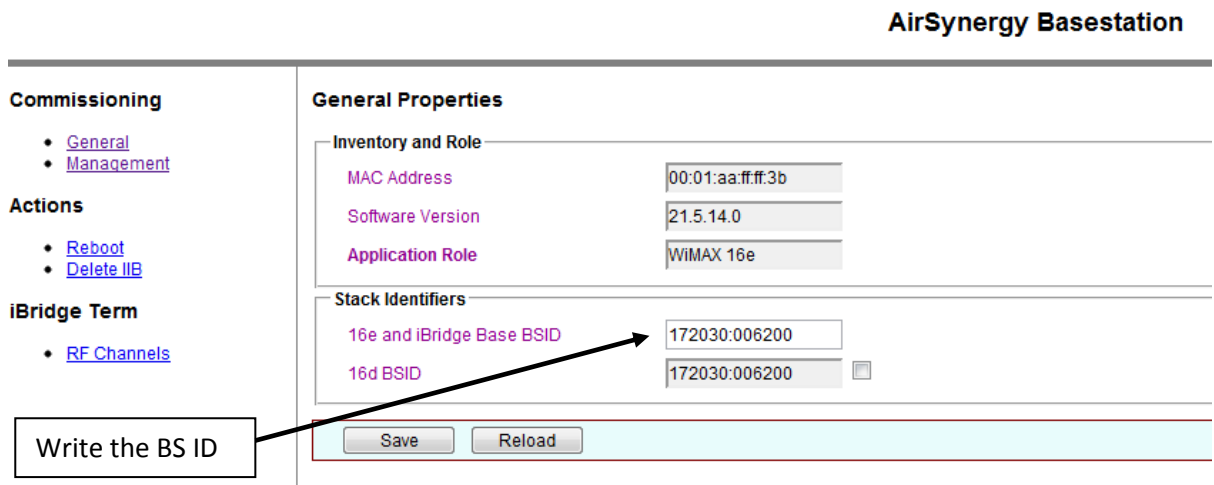 AirSynergy Basestation
Commissioning
General
Management
Actions
Reboot
Delete IIB
iBridge Term
RF Channels
Write the BS ID
General Properties
Inventory and Role
MAC Address 00:01:aa:ff:ff:3b
Software Version 21.5.14.0
Application Role WiMAX 16e
Stack Identifiers
16e and iBridge Base BSID 172030:006200
16d BSID 172030:006200
Save Reload